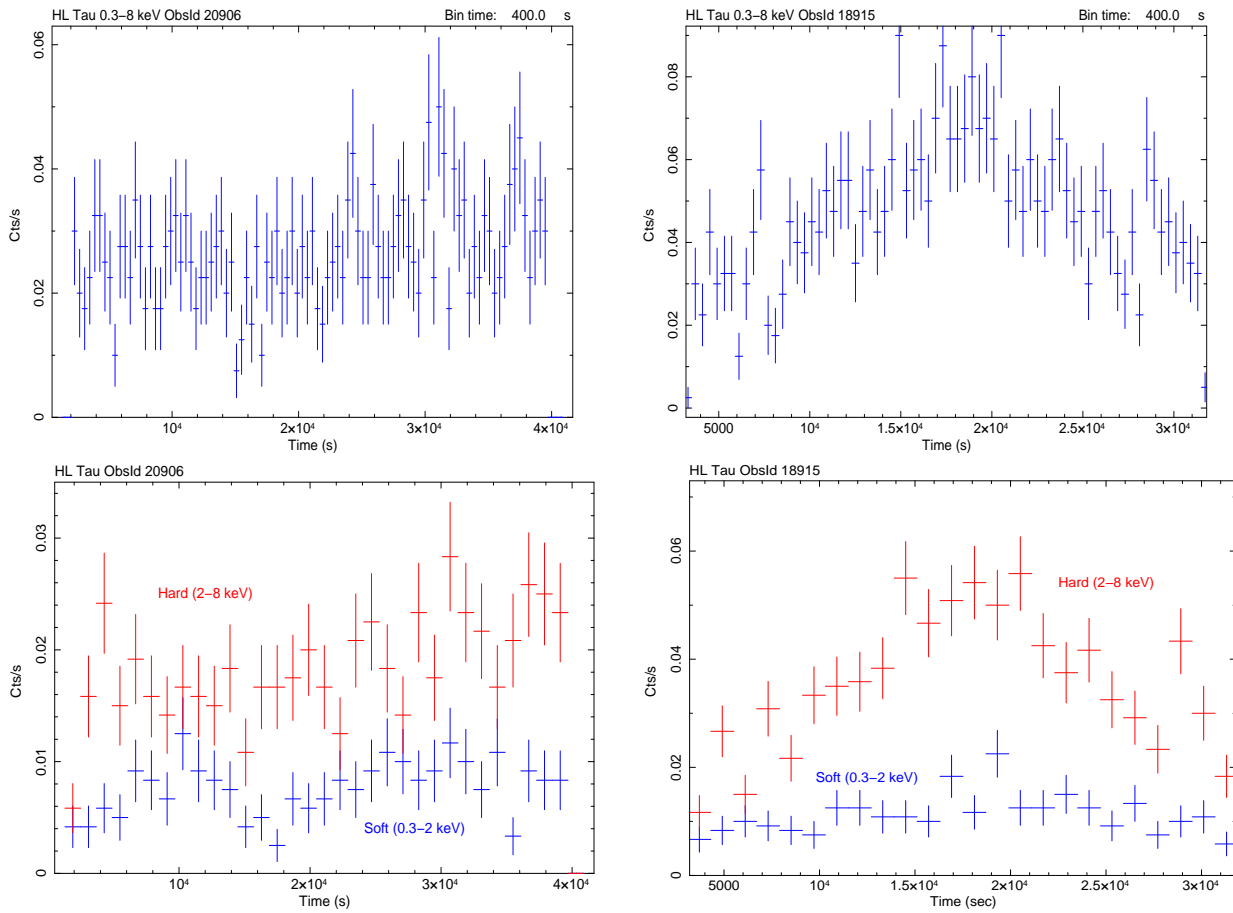 HL Tau 0.3−8 keV ObsId 20906 Bin time: 400.0 s
0.06
0.04
0.02
0
Cts/s
10⁴ 2×10⁴ 3×10⁴ 4×10⁴
Time (s)
HL Tau 0.3−8 keV ObsId 18915 Bin time: 400.0 s
0.08
0.06
0.04
0.02
0
Cts/s
5000 10⁴ 1.5×10⁴ 2×10⁴ 2.5×10⁴ 3×10⁴
Time (s)
HL Tau ObsId 20906
0.03
0.02
0.01
0
Cts/s
Hard (2−8 keV)
Soft (0.3−2 keV)
10⁴ 2×10⁴ 3×10⁴ 4×10⁴
Time (s)
HL Tau ObsId 18915
0.06
0.04
0.02
0
Cts/s
Hard (2−8 keV)
Soft (0.3−2 keV)
5000 10⁴ 1.5×10⁴ 2×10⁴ 2.5×10⁴ 3×10⁴
Time (sec)